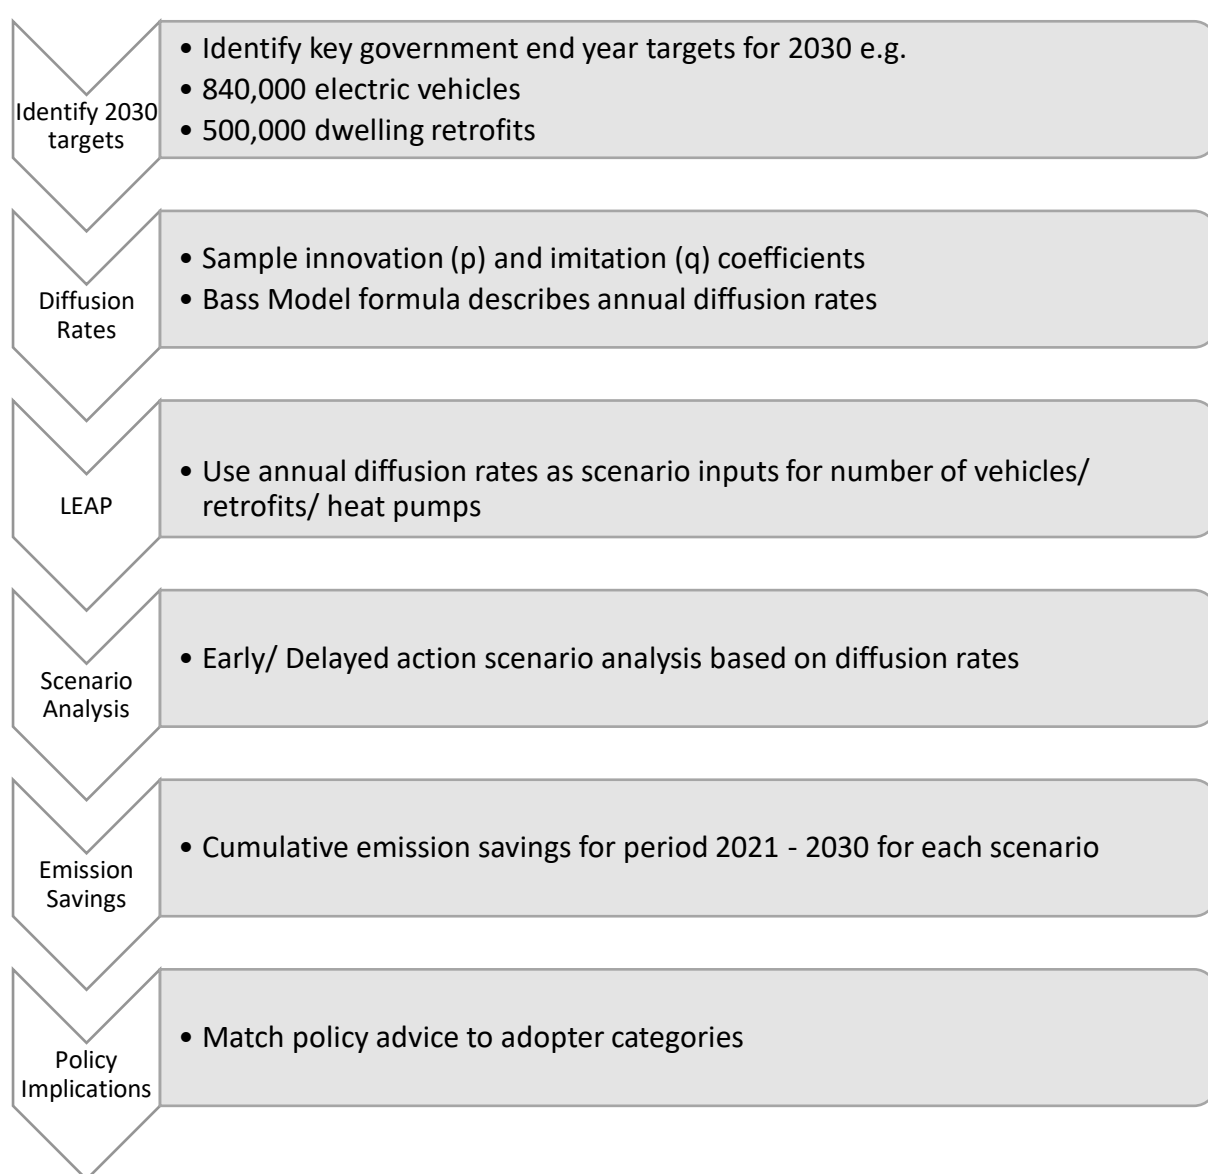 Identify 2030
targets
• Identify key government end year targets for 2030 e.g.
• 840,000 electric vehicles
• 500,000 dwelling retrofits
Diffusion
Rates
• Sample innovation (p) and imitation (q) coefficients
• Bass Model formula describes annual diffusion rates
LEAP
• Use annual diffusion rates as scenario inputs for number of vehicles/
retrofits/ heat pumps
Scenario
Analysis
• Early/ Delayed action scenario analysis based on diffusion rates
Emission
Savings
• Cumulative emission savings for period 2021 - 2030 for each scenario
Policy
Implications
• Match policy advice to adopter categories